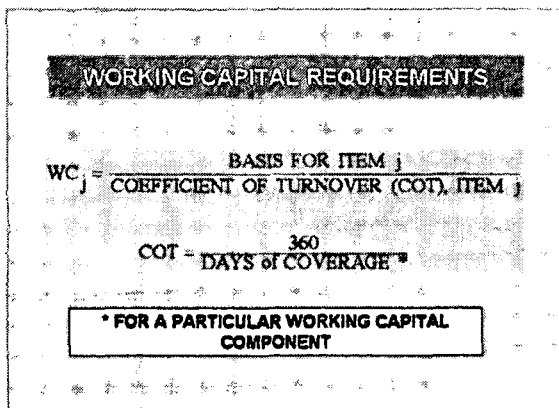 WORKING CAPITAL REQUIREMENTS
WCj = BASIS FOR ITEM j
COEFFICIENT OF TURNOVER (COT), ITEM j
COT = 360
DAYS of COVERAGE *
* FOR A PARTICULAR WORKING CAPITAL
COMPONENT